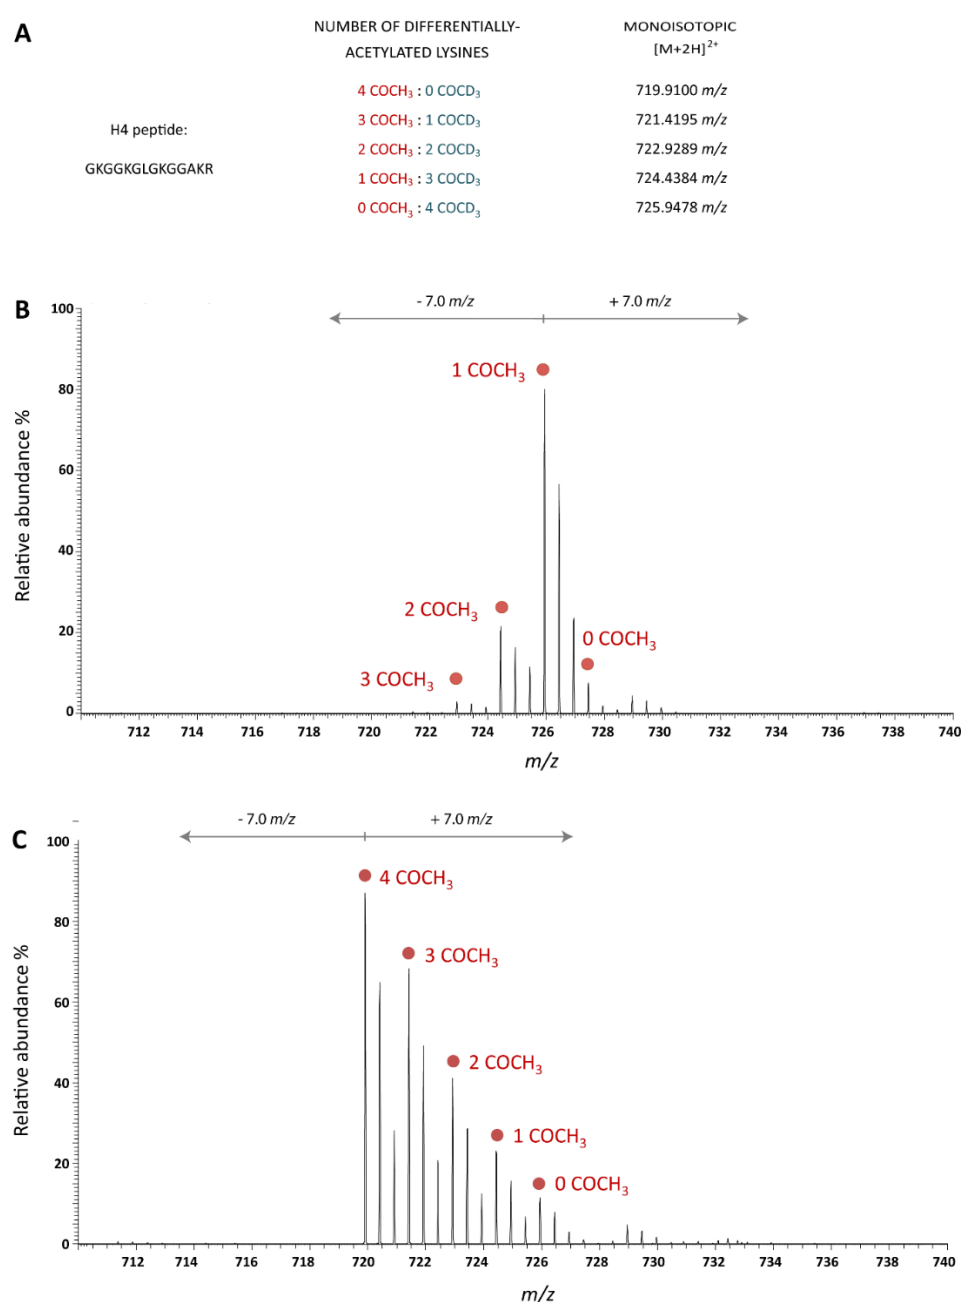 A
NUMBER OF DIFFERENTIALLY-
ACETYLATED LYSINES
MONOISOTOPIC
[M+2H]²⁺
H4 peptide:
GKGGKGLGKGGAKR
4 COCH₃ : 0 COCD₃ 719.9100 m/z
3 COCH₃ : 1 COCD₃ 721.4195 m/z
2 COCH₃ : 2 COCD₃ 722.9289 m/z
1 COCH₃ : 3 COCD₃ 724.4384 m/z
0 COCH₃ : 4 COCD₃ 725.9478 m/z
B
- 7.0 m/z + 7.0 m/z
Relative abundance %
100
80
60
40
20
0
1 COCH₃
2 COCH₃
0 COCH₃
3 COCH₃
712 714 716 718 720 722 724 726 728 730 732 734 736 738 740
m/z
C
- 7.0 m/z + 7.0 m/z
Relative abundance %
100
80
60
40
20
0
4 COCH₃
3 COCH₃
2 COCH₃
1 COCH₃
0 COCH₃
712 714 716 718 720 722 724 726 728 730 732 734 736 738 740
m/z